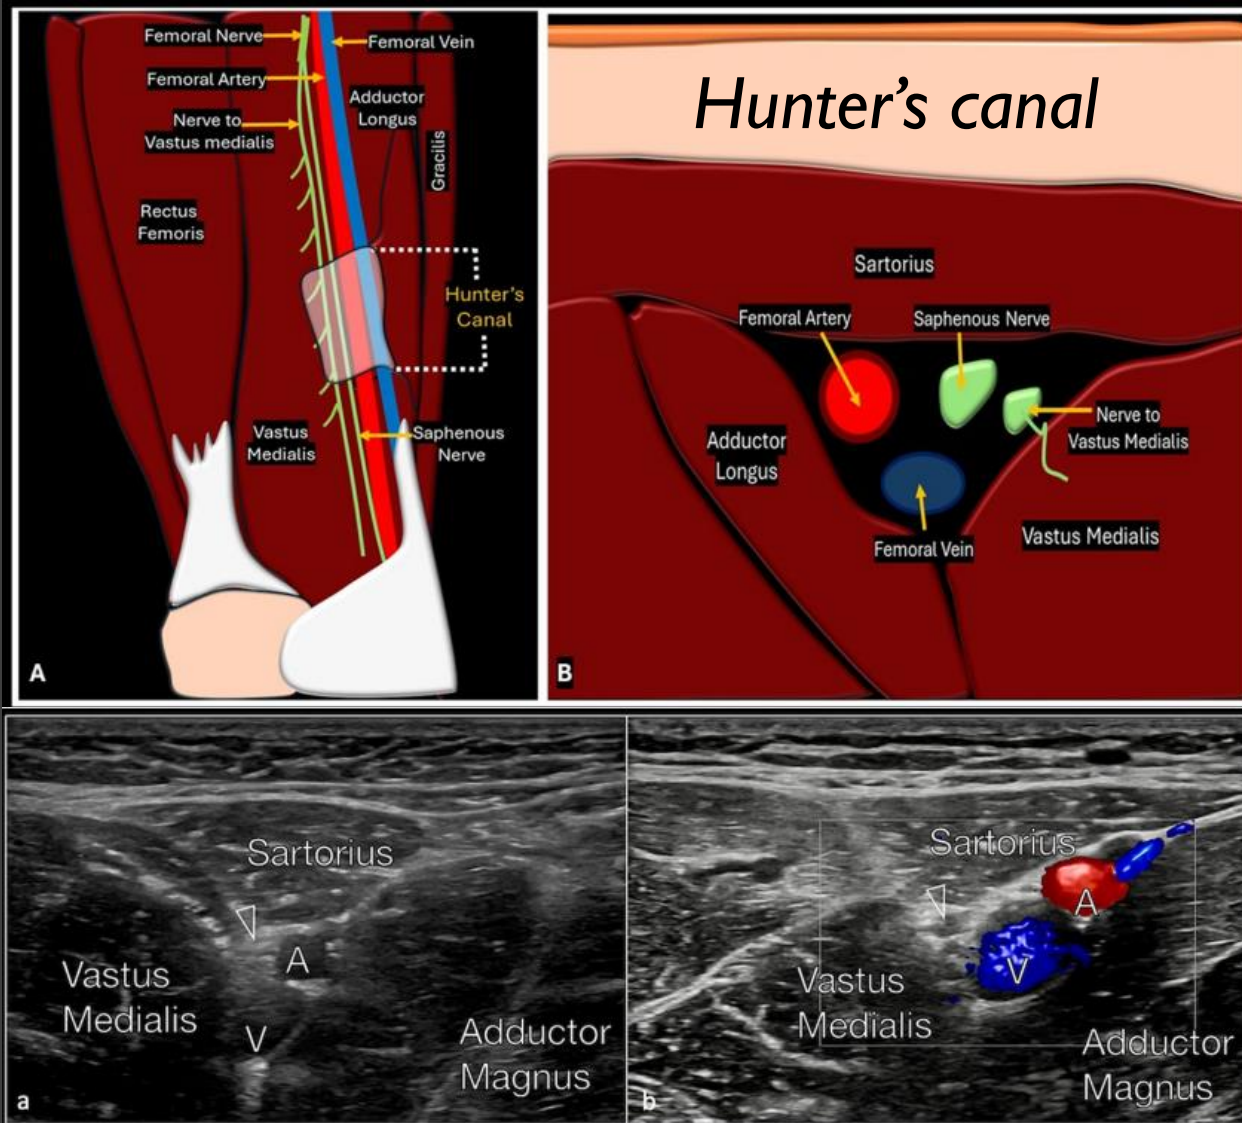 Femoral Nerve
Femoral Vein
Femoral Artery
Adductor
Longus
Nerve to
Vastus medialis
Gracilis
Rectus
Femoris
Hunter's
Canal
Vastus
Medialis
Saphenous
Nerve
A
Hunter's canal
Sartorius
Femoral Artery
Saphenous Nerve
Nerve to
Vastus Medialis
Adductor
Longus
Vastus Medialis
Femoral Vein
B
Sartorius
A
Vastus
Medialis
V
Adductor
Magnus
a
Sartorius
A
V
Vastus
Medialis
Adductor
Magnus
b